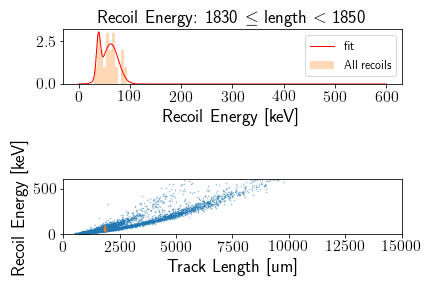 Recoil Energy: 1830 ≤ length < 1850
2.5
0.0
fit
All recoils
0 100 200 300 400 500 600
Recoil Energy [keV]
Recoil Energy [keV]
500
0
0 2500 5000 7500 10000 12500 15000
Track Length [um]